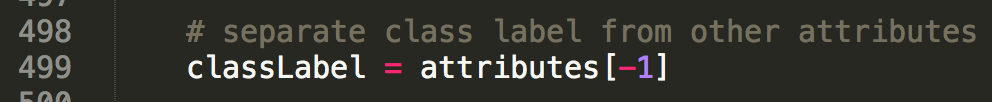 497
498 # separate class label from other attributes
499 classLabel = attributes[-1]
500